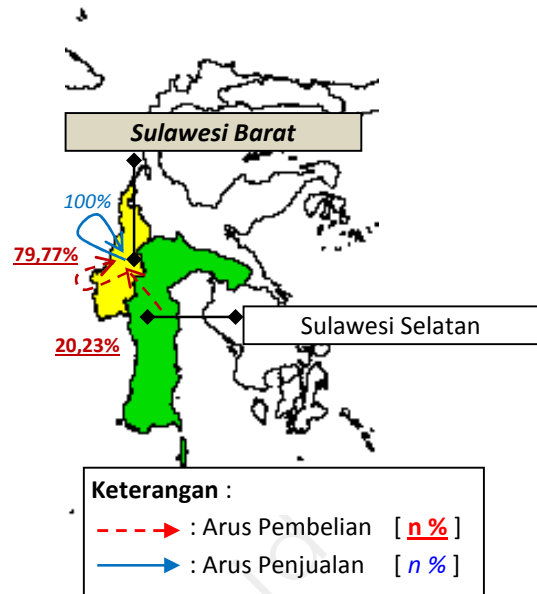 Sulawesi Barat
100%
79,77%
Sulawesi Selatan
20,23%
Keterangan :
: Arus Pembelian [ n % ]
: Arus Penjualan [ n % ]